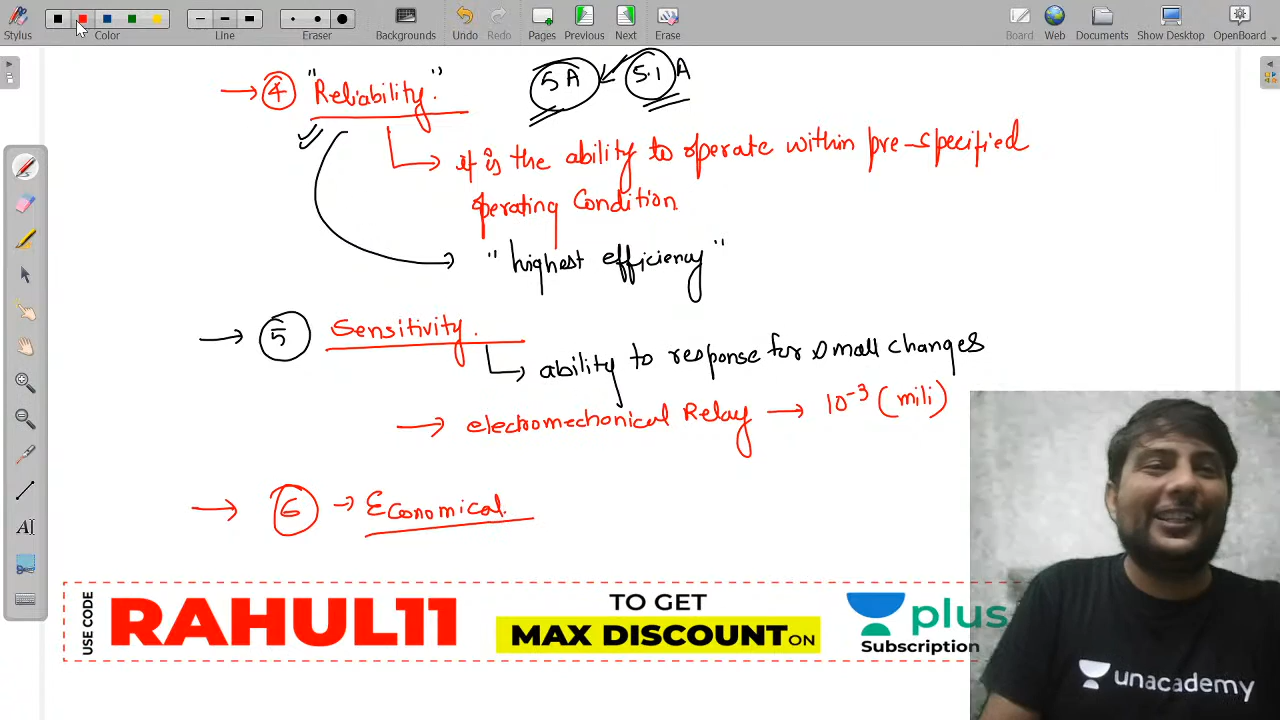 Stylus
Color
Line
Eraser
Backgrounds
Undo
Redo
Pages
Previous
Next
Erase
Board
Web
Documents
Show Desktop
OpenBoard
→ ④ "Reliability."
5A ← 5.1 A
→ it is the ability to operate within pre-specified
operating Condition
→ "highest efficiency"
→ ⑤ Sensitivity.
→ ability to response for small changes
→ electromechanical Relay → 10⁻³ (mili)
→ ⑥ → Economical.
USE CODE
RAHUL11
TO GET
MAX DISCOUNT ON
plus
Subscription
unacademy